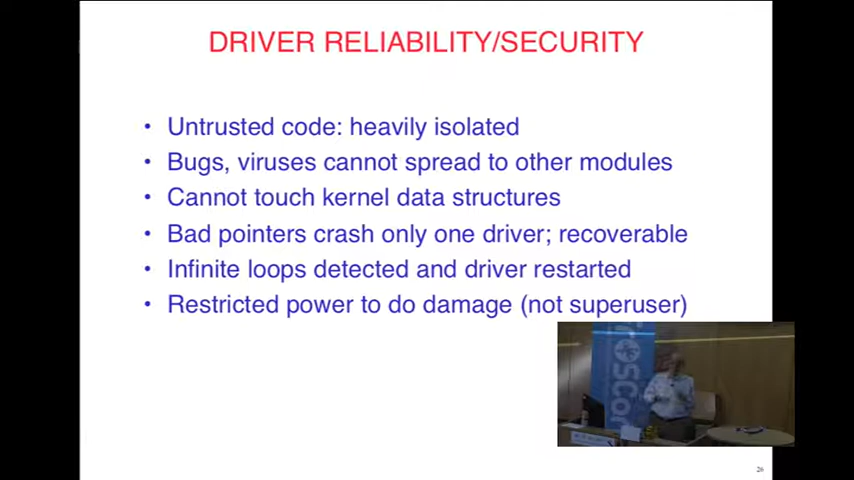 DRIVER RELIABILITY/SECURITY
• Untrusted code: heavily isolated
• Bugs, viruses cannot spread to other modules
• Cannot touch kernel data structures
• Bad pointers crash only one driver; recoverable
• Infinite loops detected and driver restarted
• Restricted power to do damage (not superuser)
26